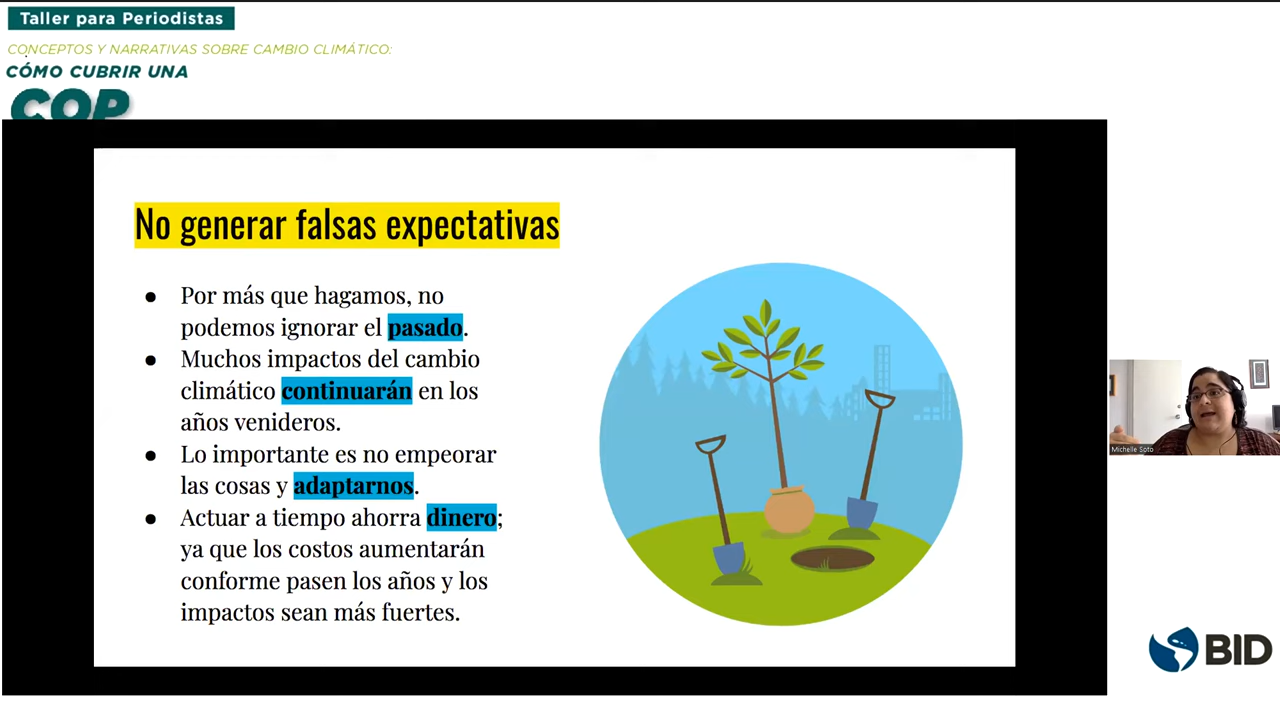 Taller para Periodistas
CONCEPTOS Y NARRATIVAS SOBRE CAMBIO CLIMÁTICO:
CÓMO CUBRIR UNA
COP
No generar falsas expectativas
● Por más que hagamos, no
podemos ignorar el pasado.
● Muchos impactos del cambio
climático continuarán en los
años venideros.
● Lo importante es no empeorar
las cosas y adaptarnos.
● Actuar a tiempo ahorra dinero;
ya que los costos aumentarán
conforme pasen los años y los
impactos sean más fuertes.
Michelle Soto
BID